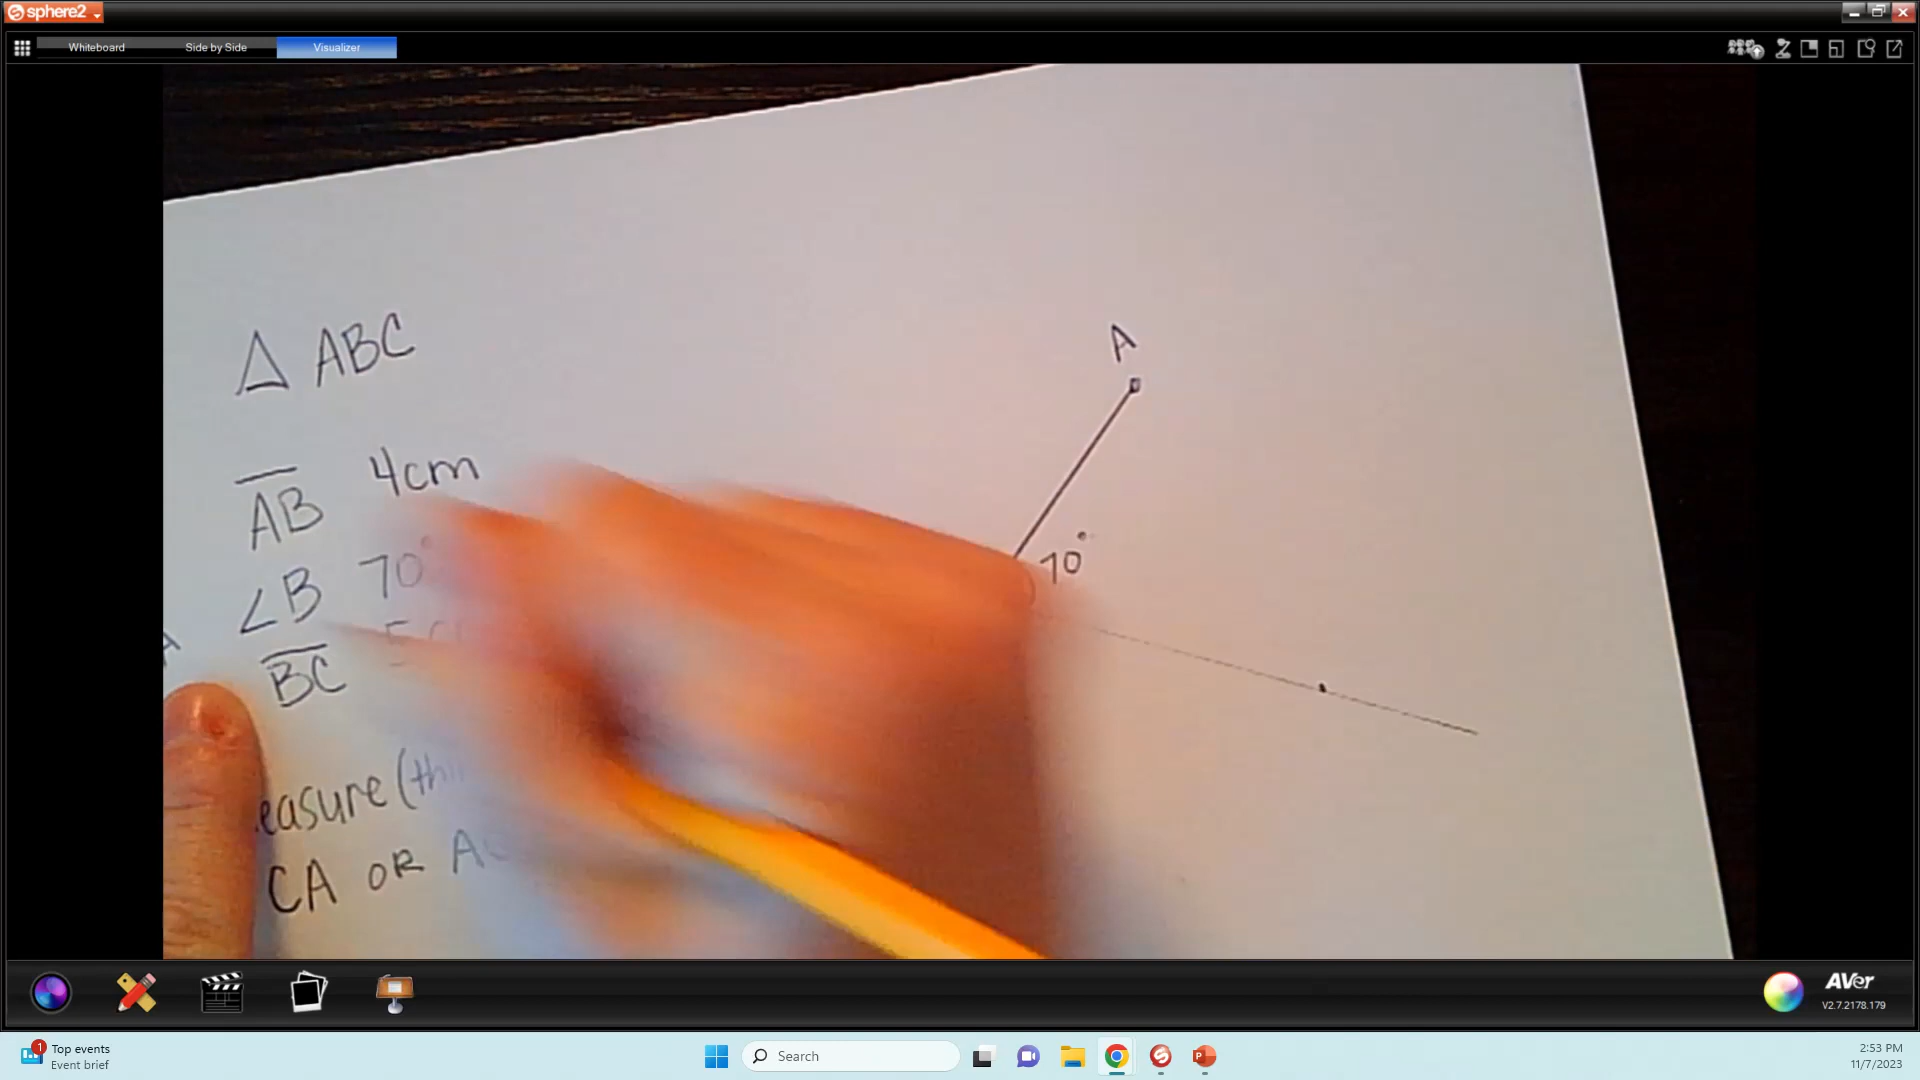 sphere2
Whiteboard Side by Side Visualizer
△ ABC
A
AB 4cm
70°
∠B 70°
BC
easure
CA OR
AVer
V2.7.2178.179
1
Top events
Event brief
Search
2:53 PM
11/7/2023